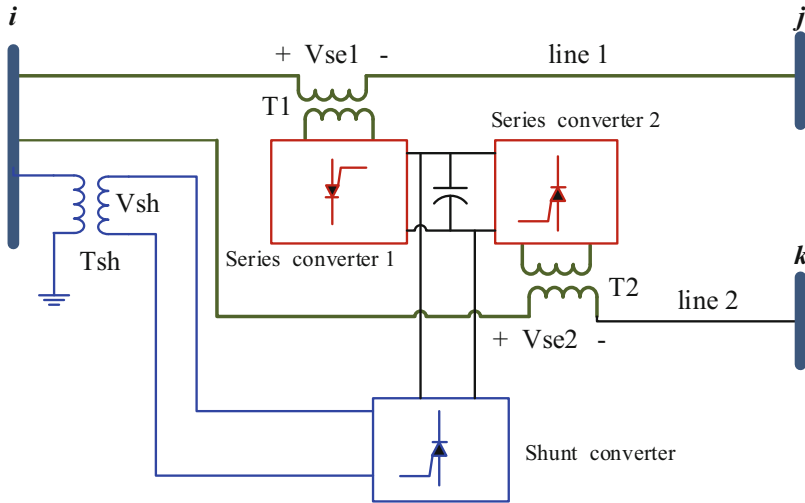 i
j
+ Vse1 -
line 1
T1
Series converter 2
Vsh
Tsh
Series converter 1
T2
k
line 2
+ Vse2 -
Shunt converter